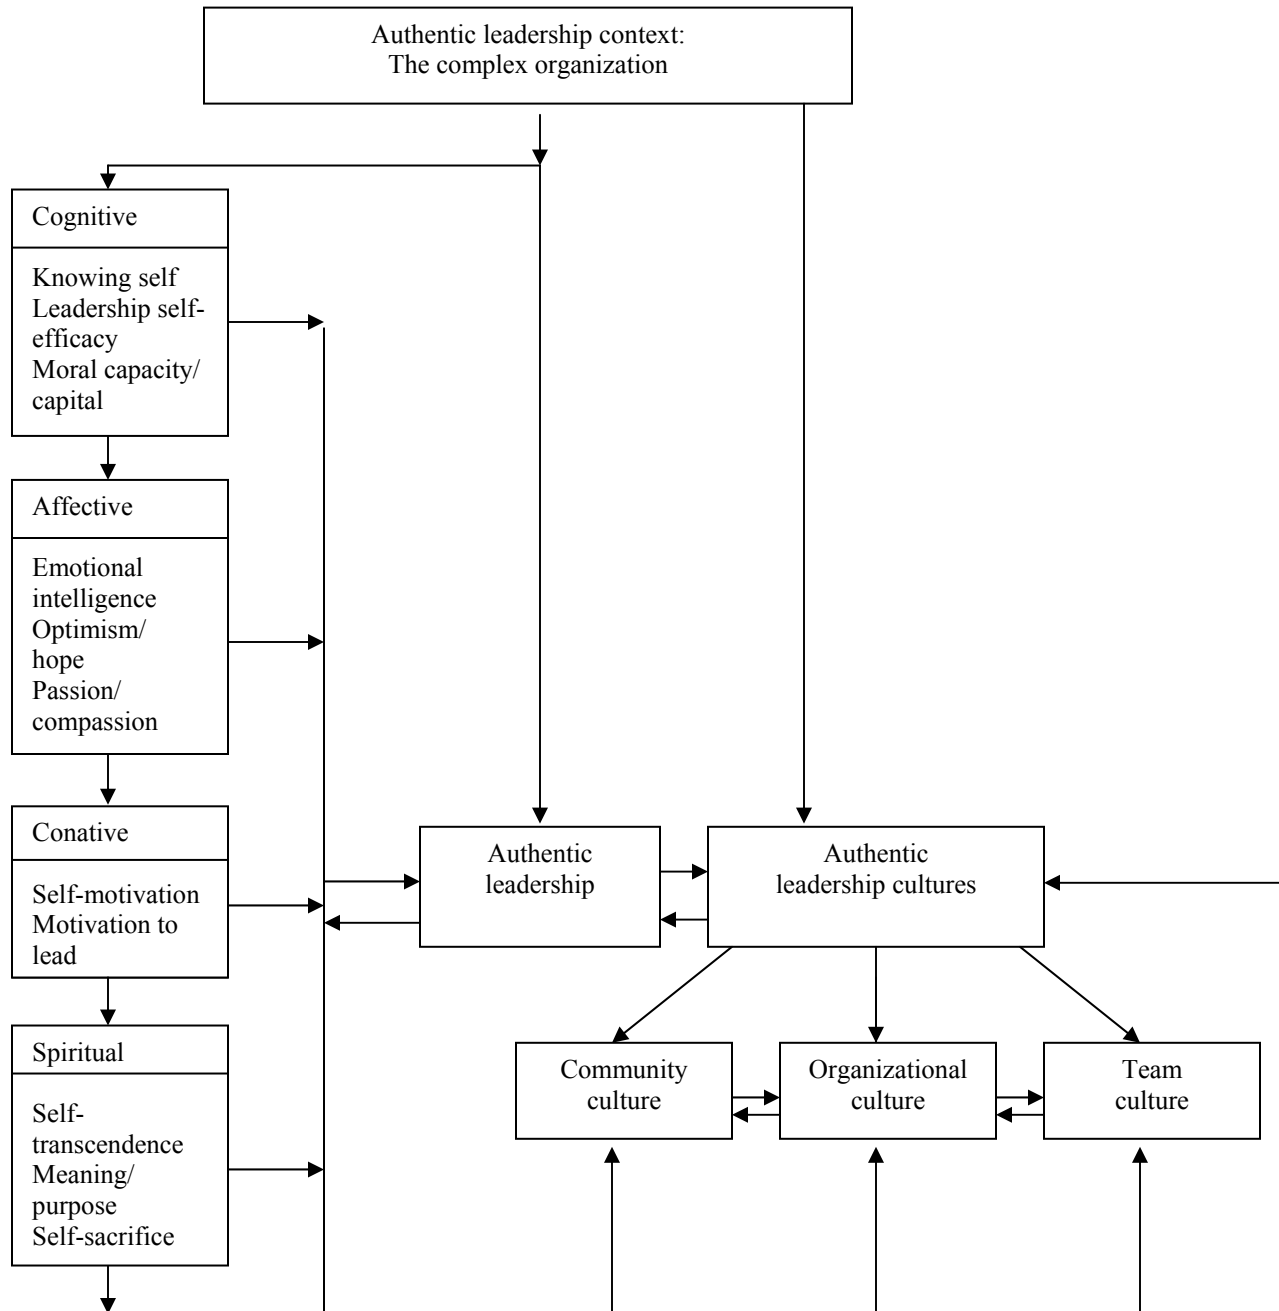 Authentic leadership context:
The complex organization
Cognitive
Knowing self
Leadership self-
efficacy
Moral capacity/
capital
Affective
Emotional
intelligence
Optimism/
hope
Passion/
compassion
Conative
Self-motivation
Motivation to
lead
Authentic
leadership
Authentic
leadership cultures
Spiritual
Self-
transcendence
Meaning/
purpose
Self-sacrifice
Community
culture
Organizational
culture
Team
culture